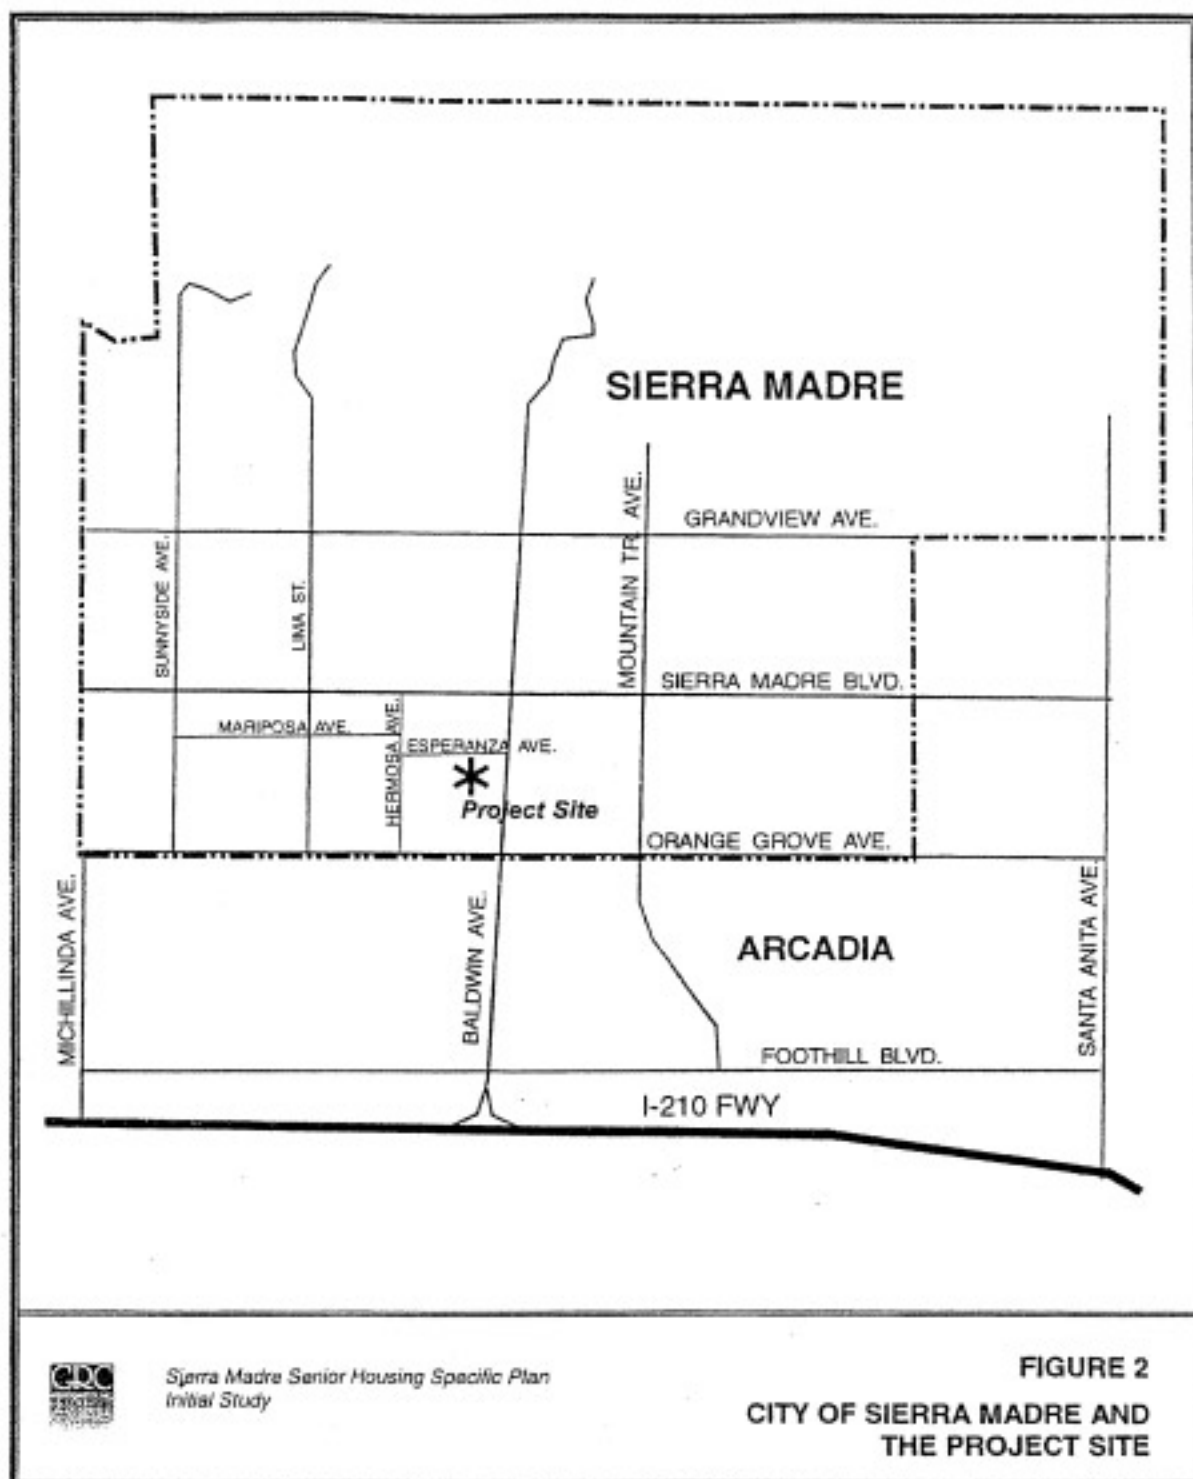 SIERRA MADRE
GRANDVIEW AVE.
MOUNTAIN TR. AVE.
SUNNYSIDE AVE.
LIMA ST.
SIERRA MADRE BLVD.
MARIPOSA AVE.
HERMOSA AVE.
ESPERANZA AVE.
Project Site
ORANGE GROVE AVE.
MICHILLINDA AVE.
BALDWIN AVE.
ARCADIA
SANTA ANITA AVE.
FOOTHILL BLVD.
I-210 FWY
CDC
Sierra Madre Senior Housing Specific Plan
Initial Study
FIGURE 2
CITY OF SIERRA MADRE AND
THE PROJECT SITE